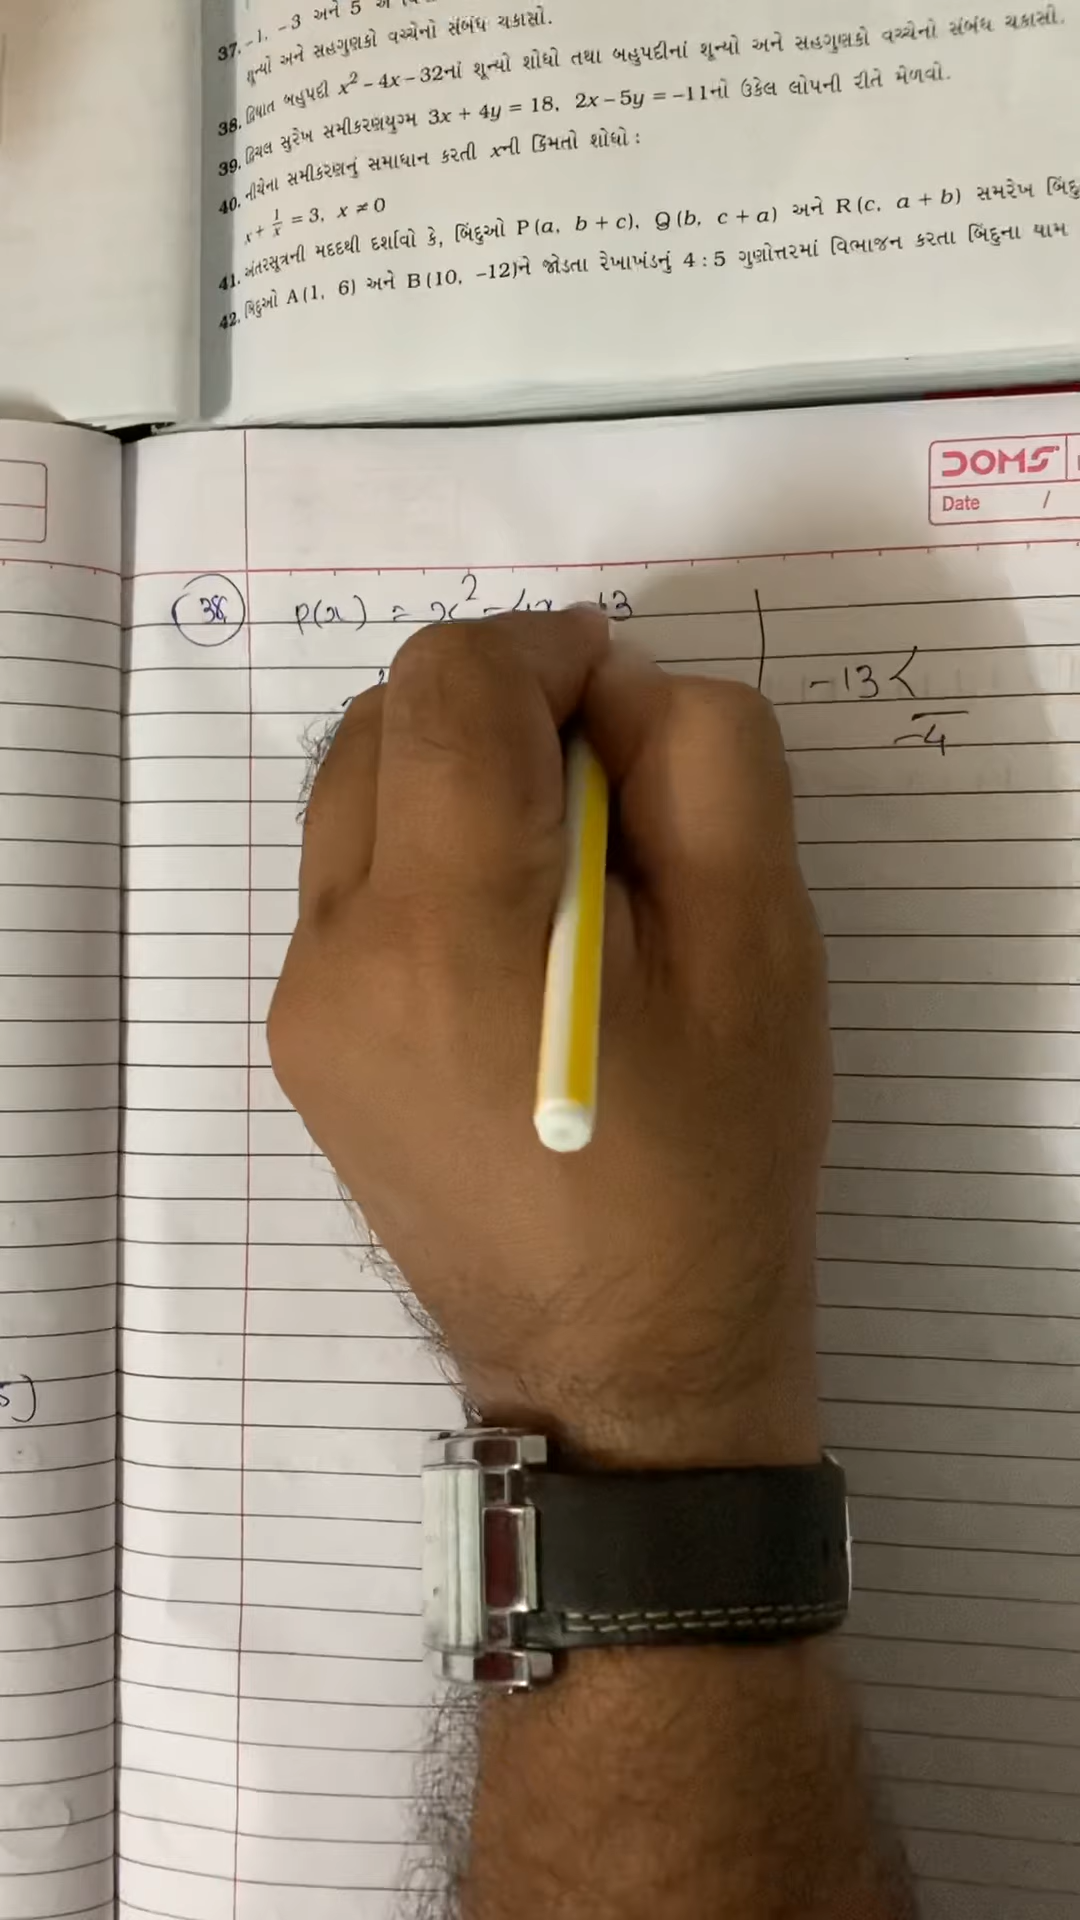 37. -1, -3 અને 5
શૂન્યો અને સહગુણકો વચ્ચેનો સંબંધ ચકાસો.
38. દ્વિઘાત બહુપદી x² – 4x – 32નાં શૂન્યો શોધો તથા બહુપદીનાં શૂન્યો અને સહગુણકો વચ્ચેનો સંબંધ ચકાસો.
39. દ્વિચલ સુરેખ સમીકરણયુગ્મ 3x + 4y = 18, 2x – 5y = –11નો ઉકેલ લોપની રીતે મેળવો.
40. નીચેના સમીકરણનું સમાધાન કરતી xની કિંમતો શોધો :
x + 1/x = 3, x ≠ 0
41. અંતરસૂત્રની મદદથી દર્શાવો કે, બિંદુઓ P(a, b + c), Q(b, c + a) અને R(c, a + b) સમરેખ બિંદુ
42. બિંદુઓ A(1, 6) અને B(10, -12)ને જોડતા રેખાખંડનું 4 : 5 ગુણોત્તરમાં વિભાજન કરતા બિંદુના યામ
DOMS
Date /
38 P(x) = x² - 4x 13
-13 <
-4
5)